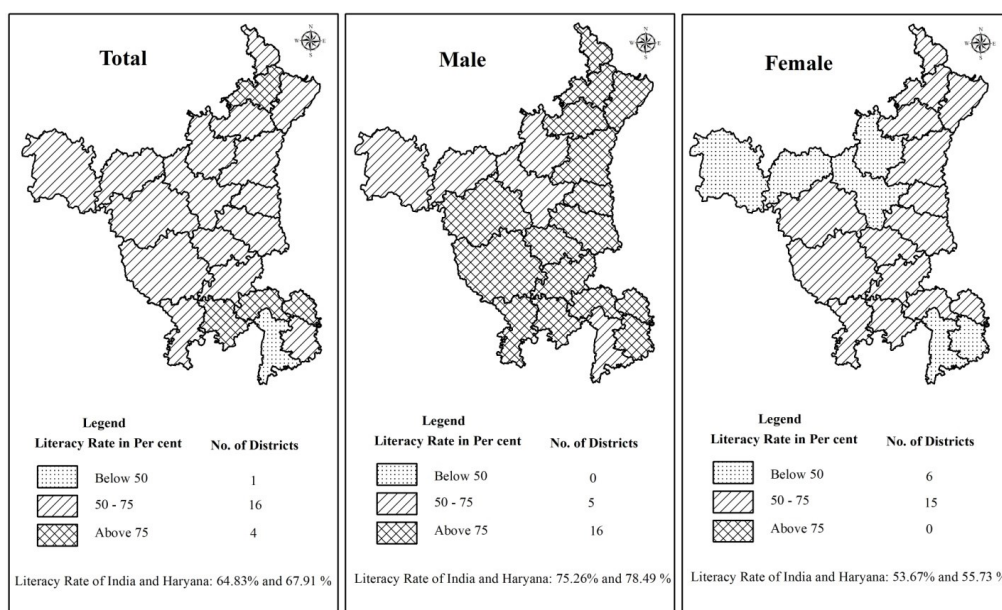 Total
N
W E
S
Legend
Literacy Rate in Per cent No. of Districts
Below 50 1
50 - 75 16
Above 75 4
Literacy Rate of India and Haryana: 64.83% and 67.91 %
Male
N
W E
S
Legend
Literacy Rate in Per cent No. of Districts
Below 50 0
50 - 75 5
Above 75 16
Literacy Rate of India and Haryana: 75.26% and 78.49 %
Female
N
W E
S
Legend
Literacy Rate in Per cent No. of Districts
Below 50 6
50 - 75 15
Above 75 0
Literacy Rate of India and Haryana: 53.67% and 55.73 %